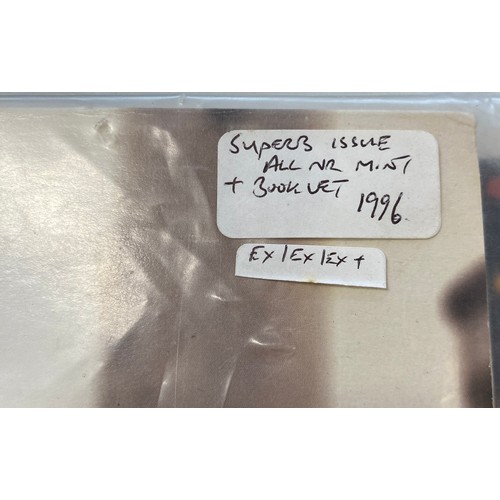 SUPERB ISSUE
ALL NR MINT
+ BOOKLET
1996
EX/EX/EX+